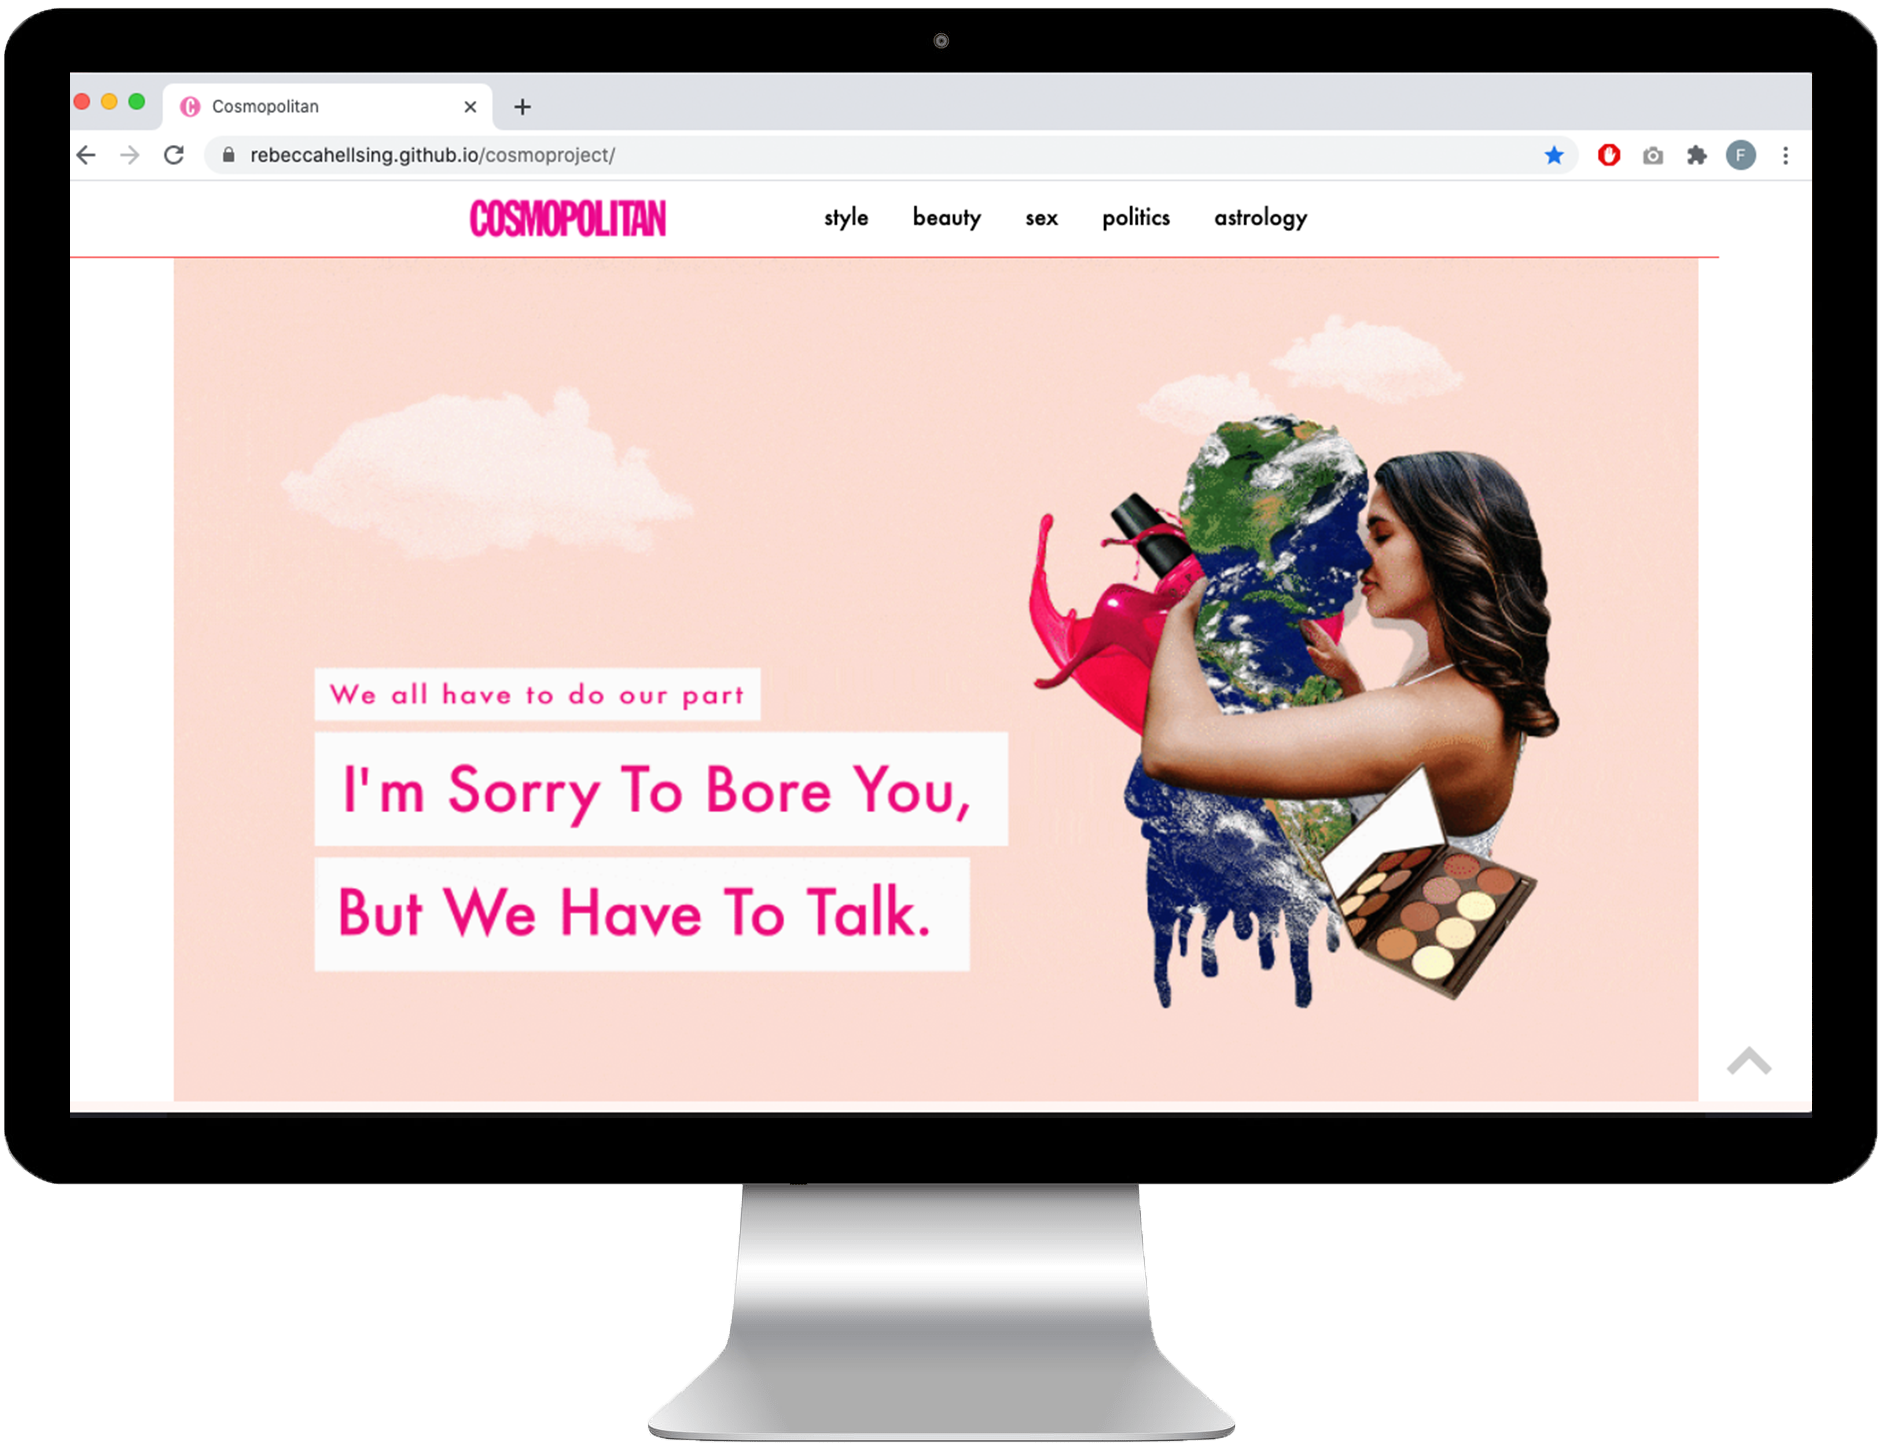 Cosmopolitan
rebeccahellsing.github.io/cosmoproject/
F
COSMOPOLITAN
style beauty sex politics astrology
We all have to do our part
I'm Sorry To Bore You,
But We Have To Talk.